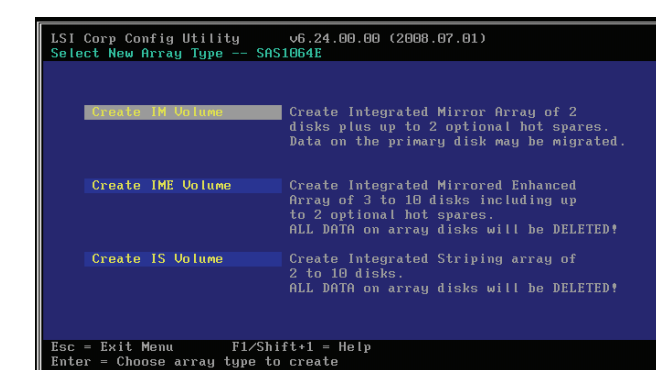 LSI Corp Config Utility v6.24.00.00 (2008.07.01)
Select New Array Type -- SAS1064E
Create IM Volume Create Integrated Mirror Array of 2
disks plus up to 2 optional hot spares.
Data on the primary disk may be migrated.
Create IME Volume Create Integrated Mirrored Enhanced
Array of 3 to 10 disks including up
to 2 optional hot spares.
ALL DATA on array disks will be DELETED!
Create IS Volume Create Integrated Striping array of
2 to 10 disks.
ALL DATA on array disks will be DELETED!
Esc = Exit Menu F1/Shift+1 = Help
Enter = Choose array type to create